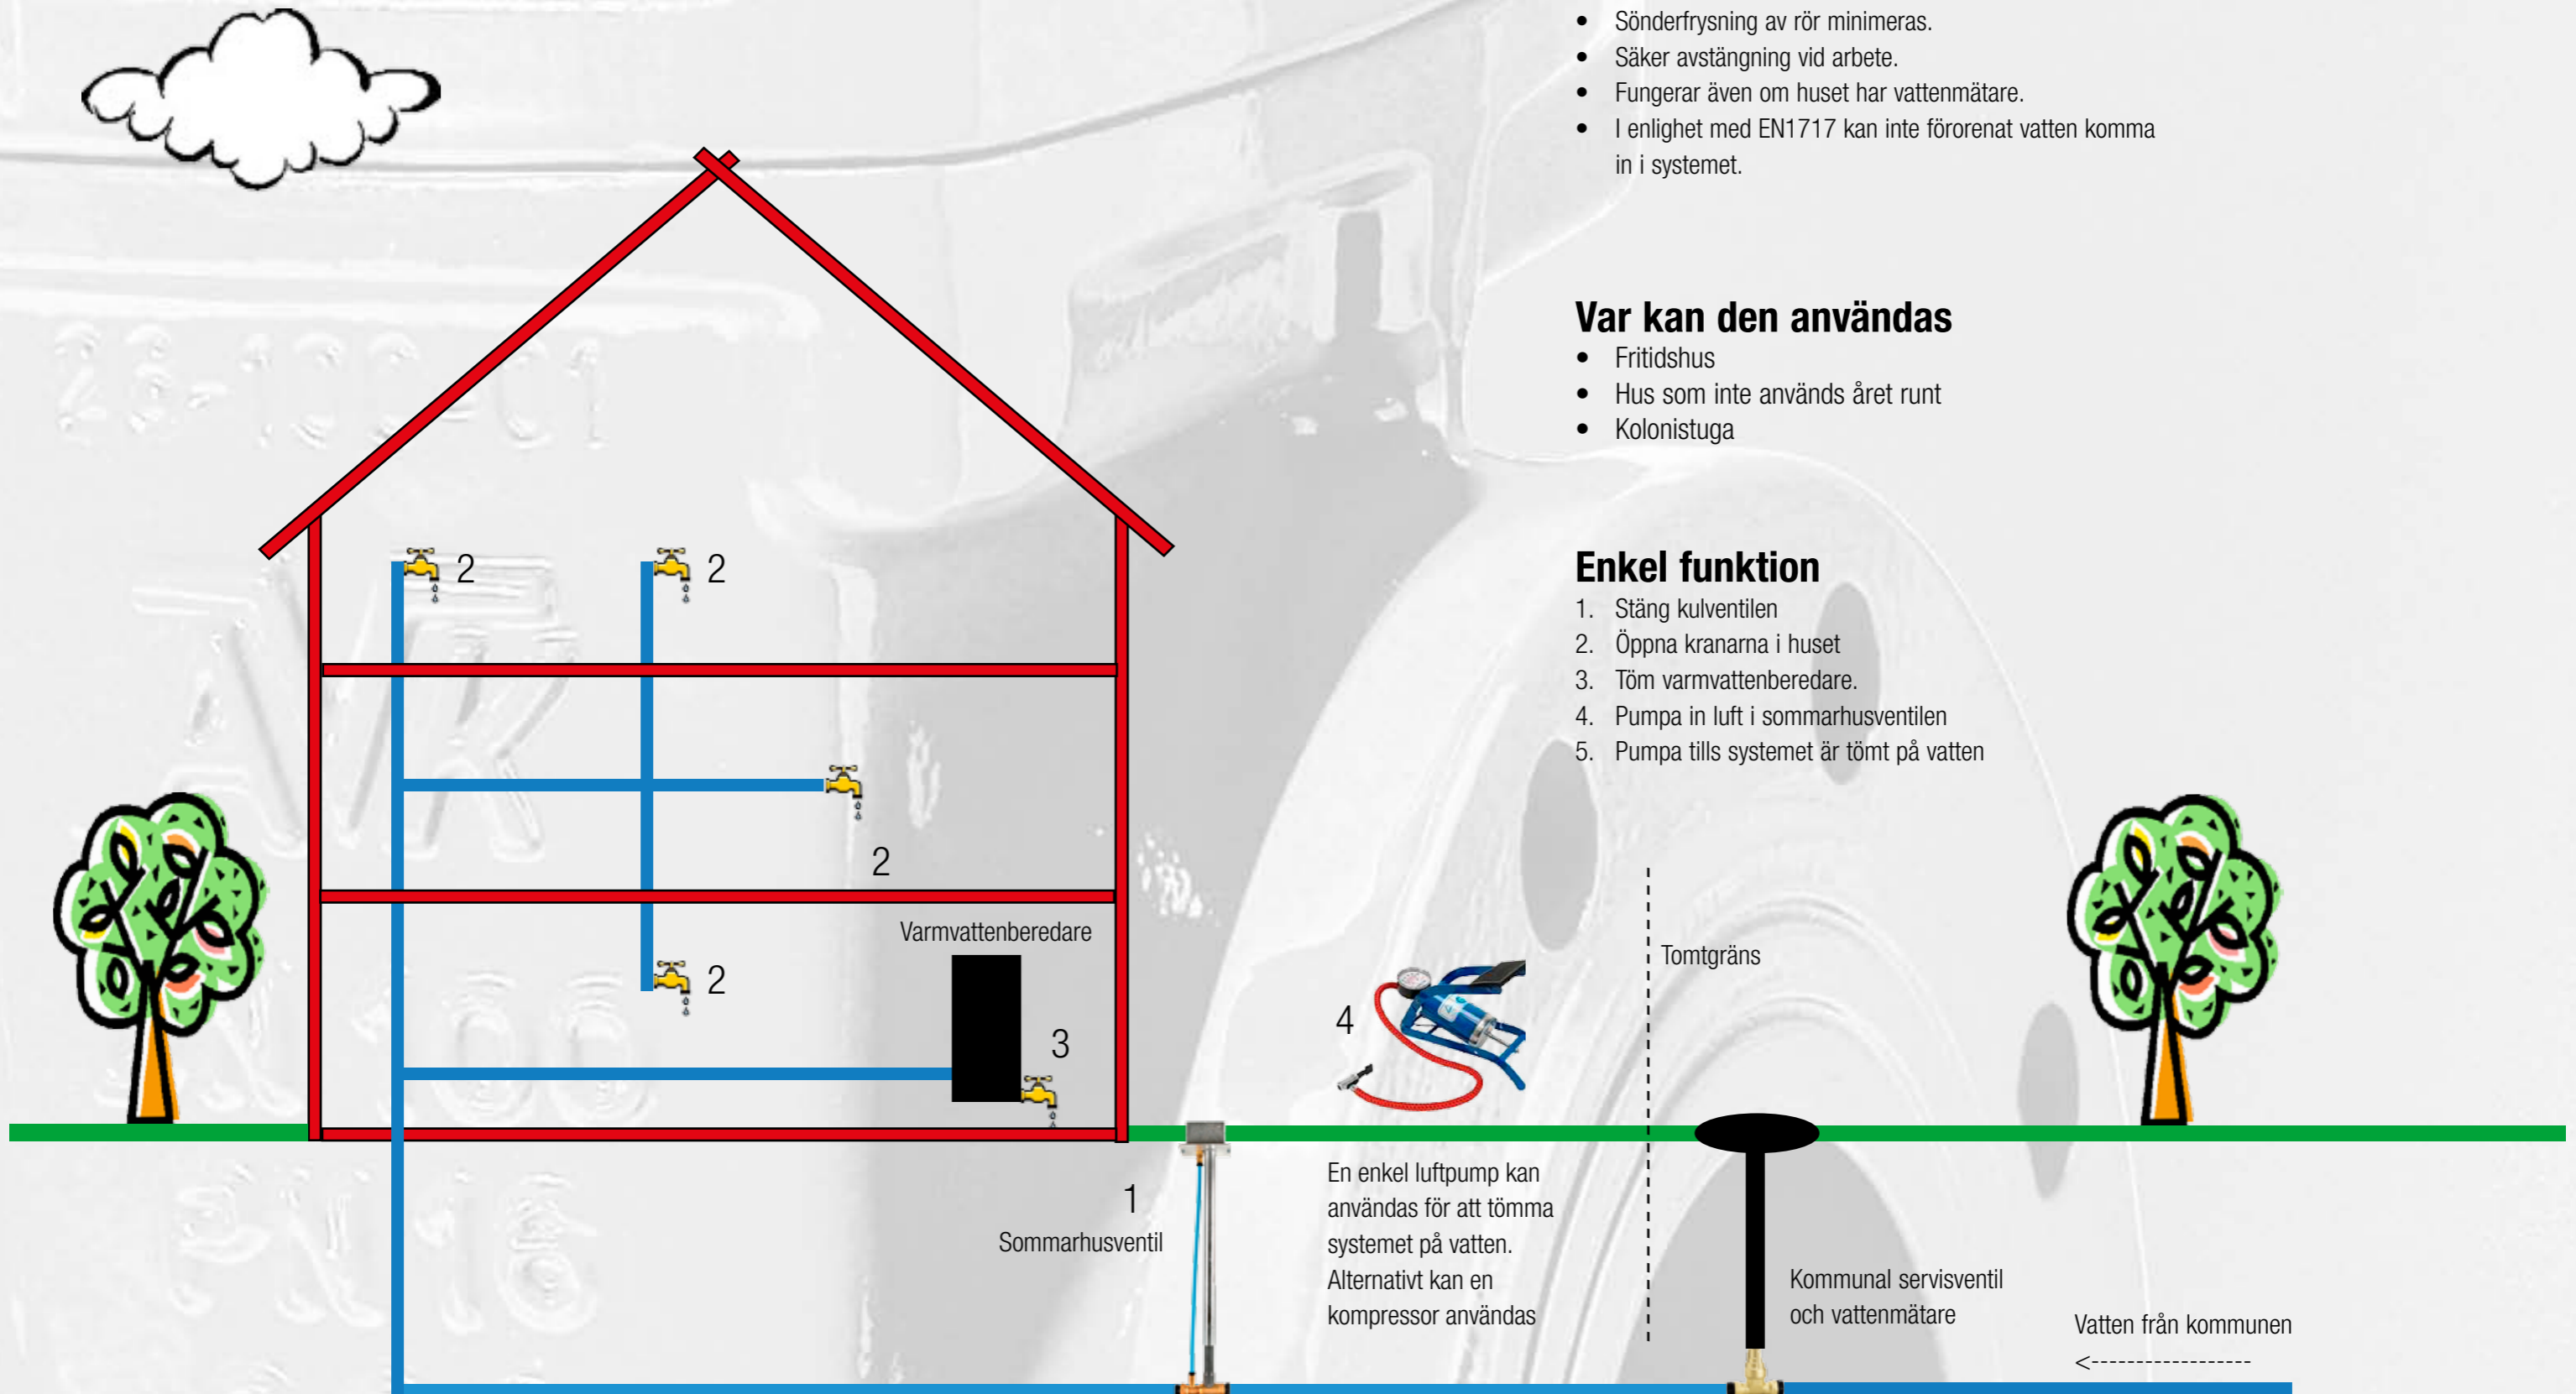 • Sönderfrysning av rör minimeras.
• Säker avstängning vid arbete.
• Fungerar även om huset har vattenmätare.
• I enlighet med EN1717 kan inte förorenat vatten komma
in i systemet.
Var kan den användas
• Fritidshus
• Hus som inte används året runt
• Kolonistuga
Enkel funktion
1. Stäng kulventilen
2. Öppna kranarna i huset
3. Töm varmvattenberedare.
4. Pumpa in luft i sommarhusventilen
5. Pumpa tills systemet är tömt på vatten
2
2
2
Varmvattenberedare
2
3
4
Tomtgräns
1
Sommarhusventil
En enkel luftpump kan
användas för att tömma
systemet på vatten.
Alternativt kan en
kompressor användas
Kommunal servisventil
och vattenmätare
Vatten från kommunen
<------------------
AVK
100
PN 16